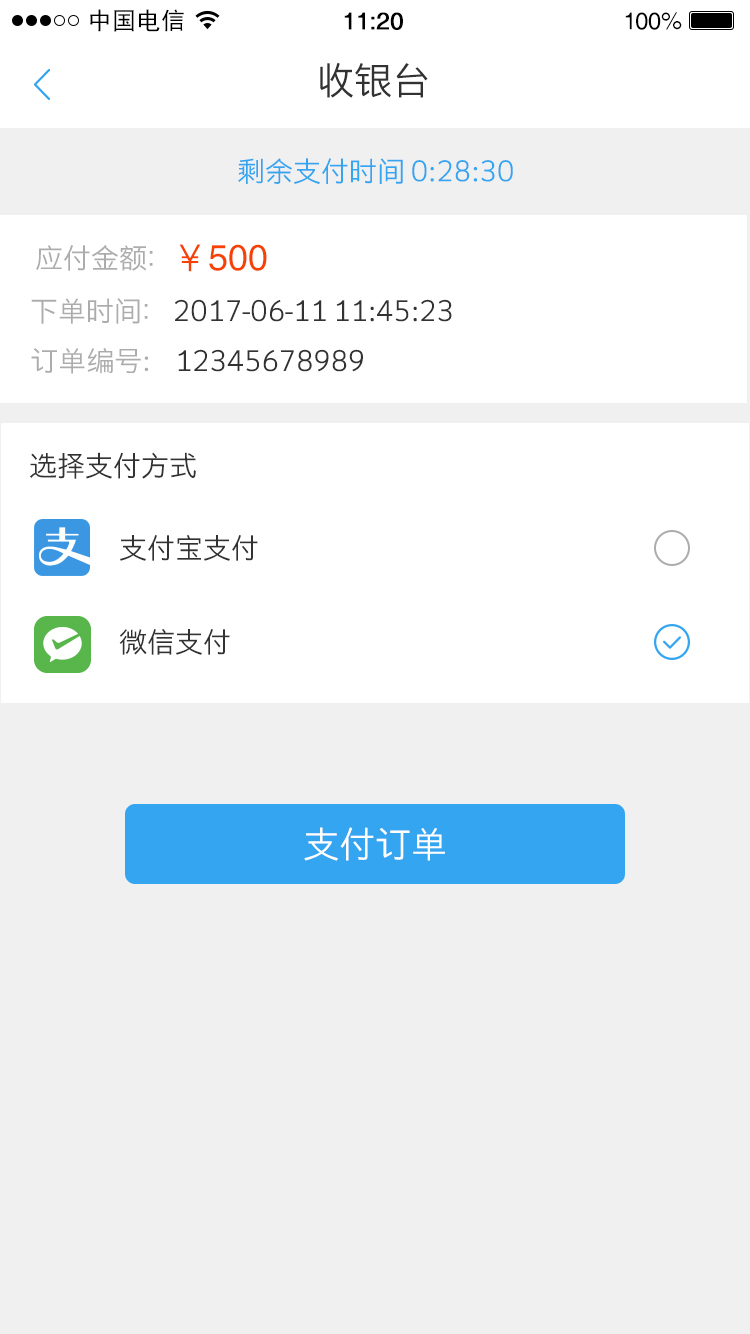 中国电信 11:20 100%
收银台
剩余支付时间 0:28:30
应付金额: ￥500
下单时间: 2017-06-11 11:45:23
订单编号: 12345678989
选择支付方式
支 支付宝支付
微信支付
支付订单